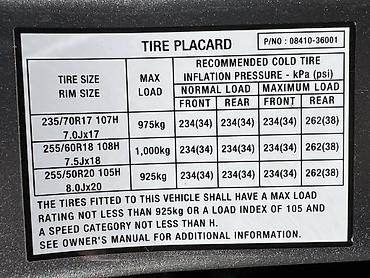 TIRE PLACARD P/NO : 08410-36001
TIRE SIZE
RIM SIZE
MAX
LOAD
RECOMMENDED COLD TIRE
INFLATION PRESSURE - kPa (psi)
NORMAL LOAD MAXIMUM LOAD
FRONT REAR FRONT REAR
235/70R17 107H
7.0Jx17
975kg 234(34) 234(34) 234(34) 262(38)
255/60R18 108H
7.5Jx18
1,000kg 234(34) 234(34) 234(34) 262(38)
255/50R20 105H
8.0Jx20
925kg 234(34) 234(34) 234(34) 262(38)
THE TIRES FITTED TO THIS VEHICLE SHALL HAVE A MAX LOAD
RATING NOT LESS THAN 925kg OR A LOAD INDEX OF 105 AND
A SPEED CATEGORY NOT LESS THAN H.
SEE OWNER'S MANUAL FOR ADDITIONAL INFORMATION.